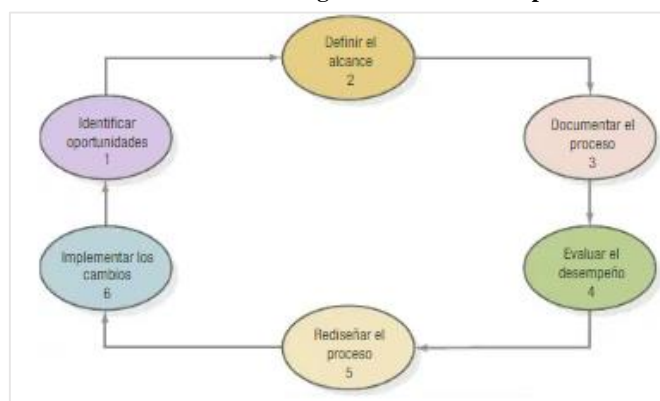 Identificar
oportunidades
1
Definir el
alcance
2
Documentar el
proceso
3
Evaluar el
desempeño
4
Rediseñar el
proceso
5
Implementar los
cambios
6